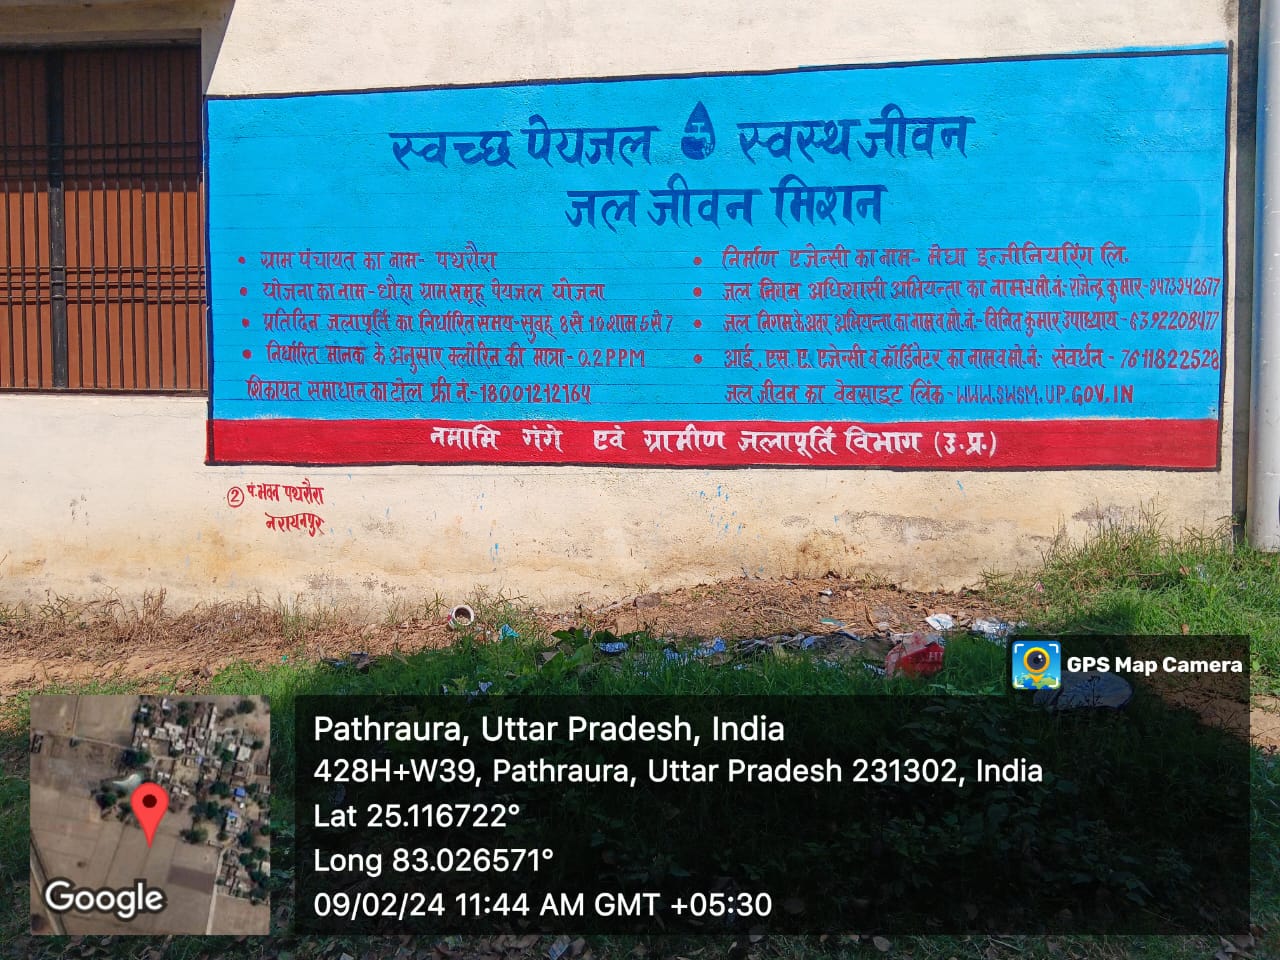 स्वच्छ पेयजल स्वस्थ जीवन
जल जीवन मिशन
• ग्राम पंचायत का नाम- पथरौरा
• योजना का नाम-धौहा ग्राम समूह पेयजल योजना
• प्रतिदिन जलापूर्ति का निर्धारित समय-सुबह 8 से 10 शाम 5 से 7
• निर्धारित मानक के अनुसार क्लोरिन की मात्रा-0.2PPM
शिकायत समाधान का टोल फ्री नं.-18001212164
• निर्माण एजेन्सी का नाम- मेघा इन्जीनियरिंग लि.
• जल निगम अधिशासी अभियन्ता का नाम व मो.नं.- राजेन्द्र कुमार-9473942677
• जल निगम के अवर अभियन्ता का नाम व मो.नं.-विनित कुमार उपाध्याय-6392208477
• आई.एस.ए. एजेन्सी व कॉर्डिनेटर का नाम व मो.नं.- संवर्धन-7611822528
जल जीवन का वेबसाइट लिंक-WWW.SWSM.UP.GOV.IN
नमामि गंगे एवं ग्रामीण जलापूर्ति विभाग (उ.प्र.)
② पं.भवन पथरौरा
नरायनपुर
GPS Map Camera
Pathraura, Uttar Pradesh, India
428H+W39, Pathraura, Uttar Pradesh 231302, India
Lat 25.116722°
Long 83.026571°
09/02/24 11:44 AM GMT +05:30
Google